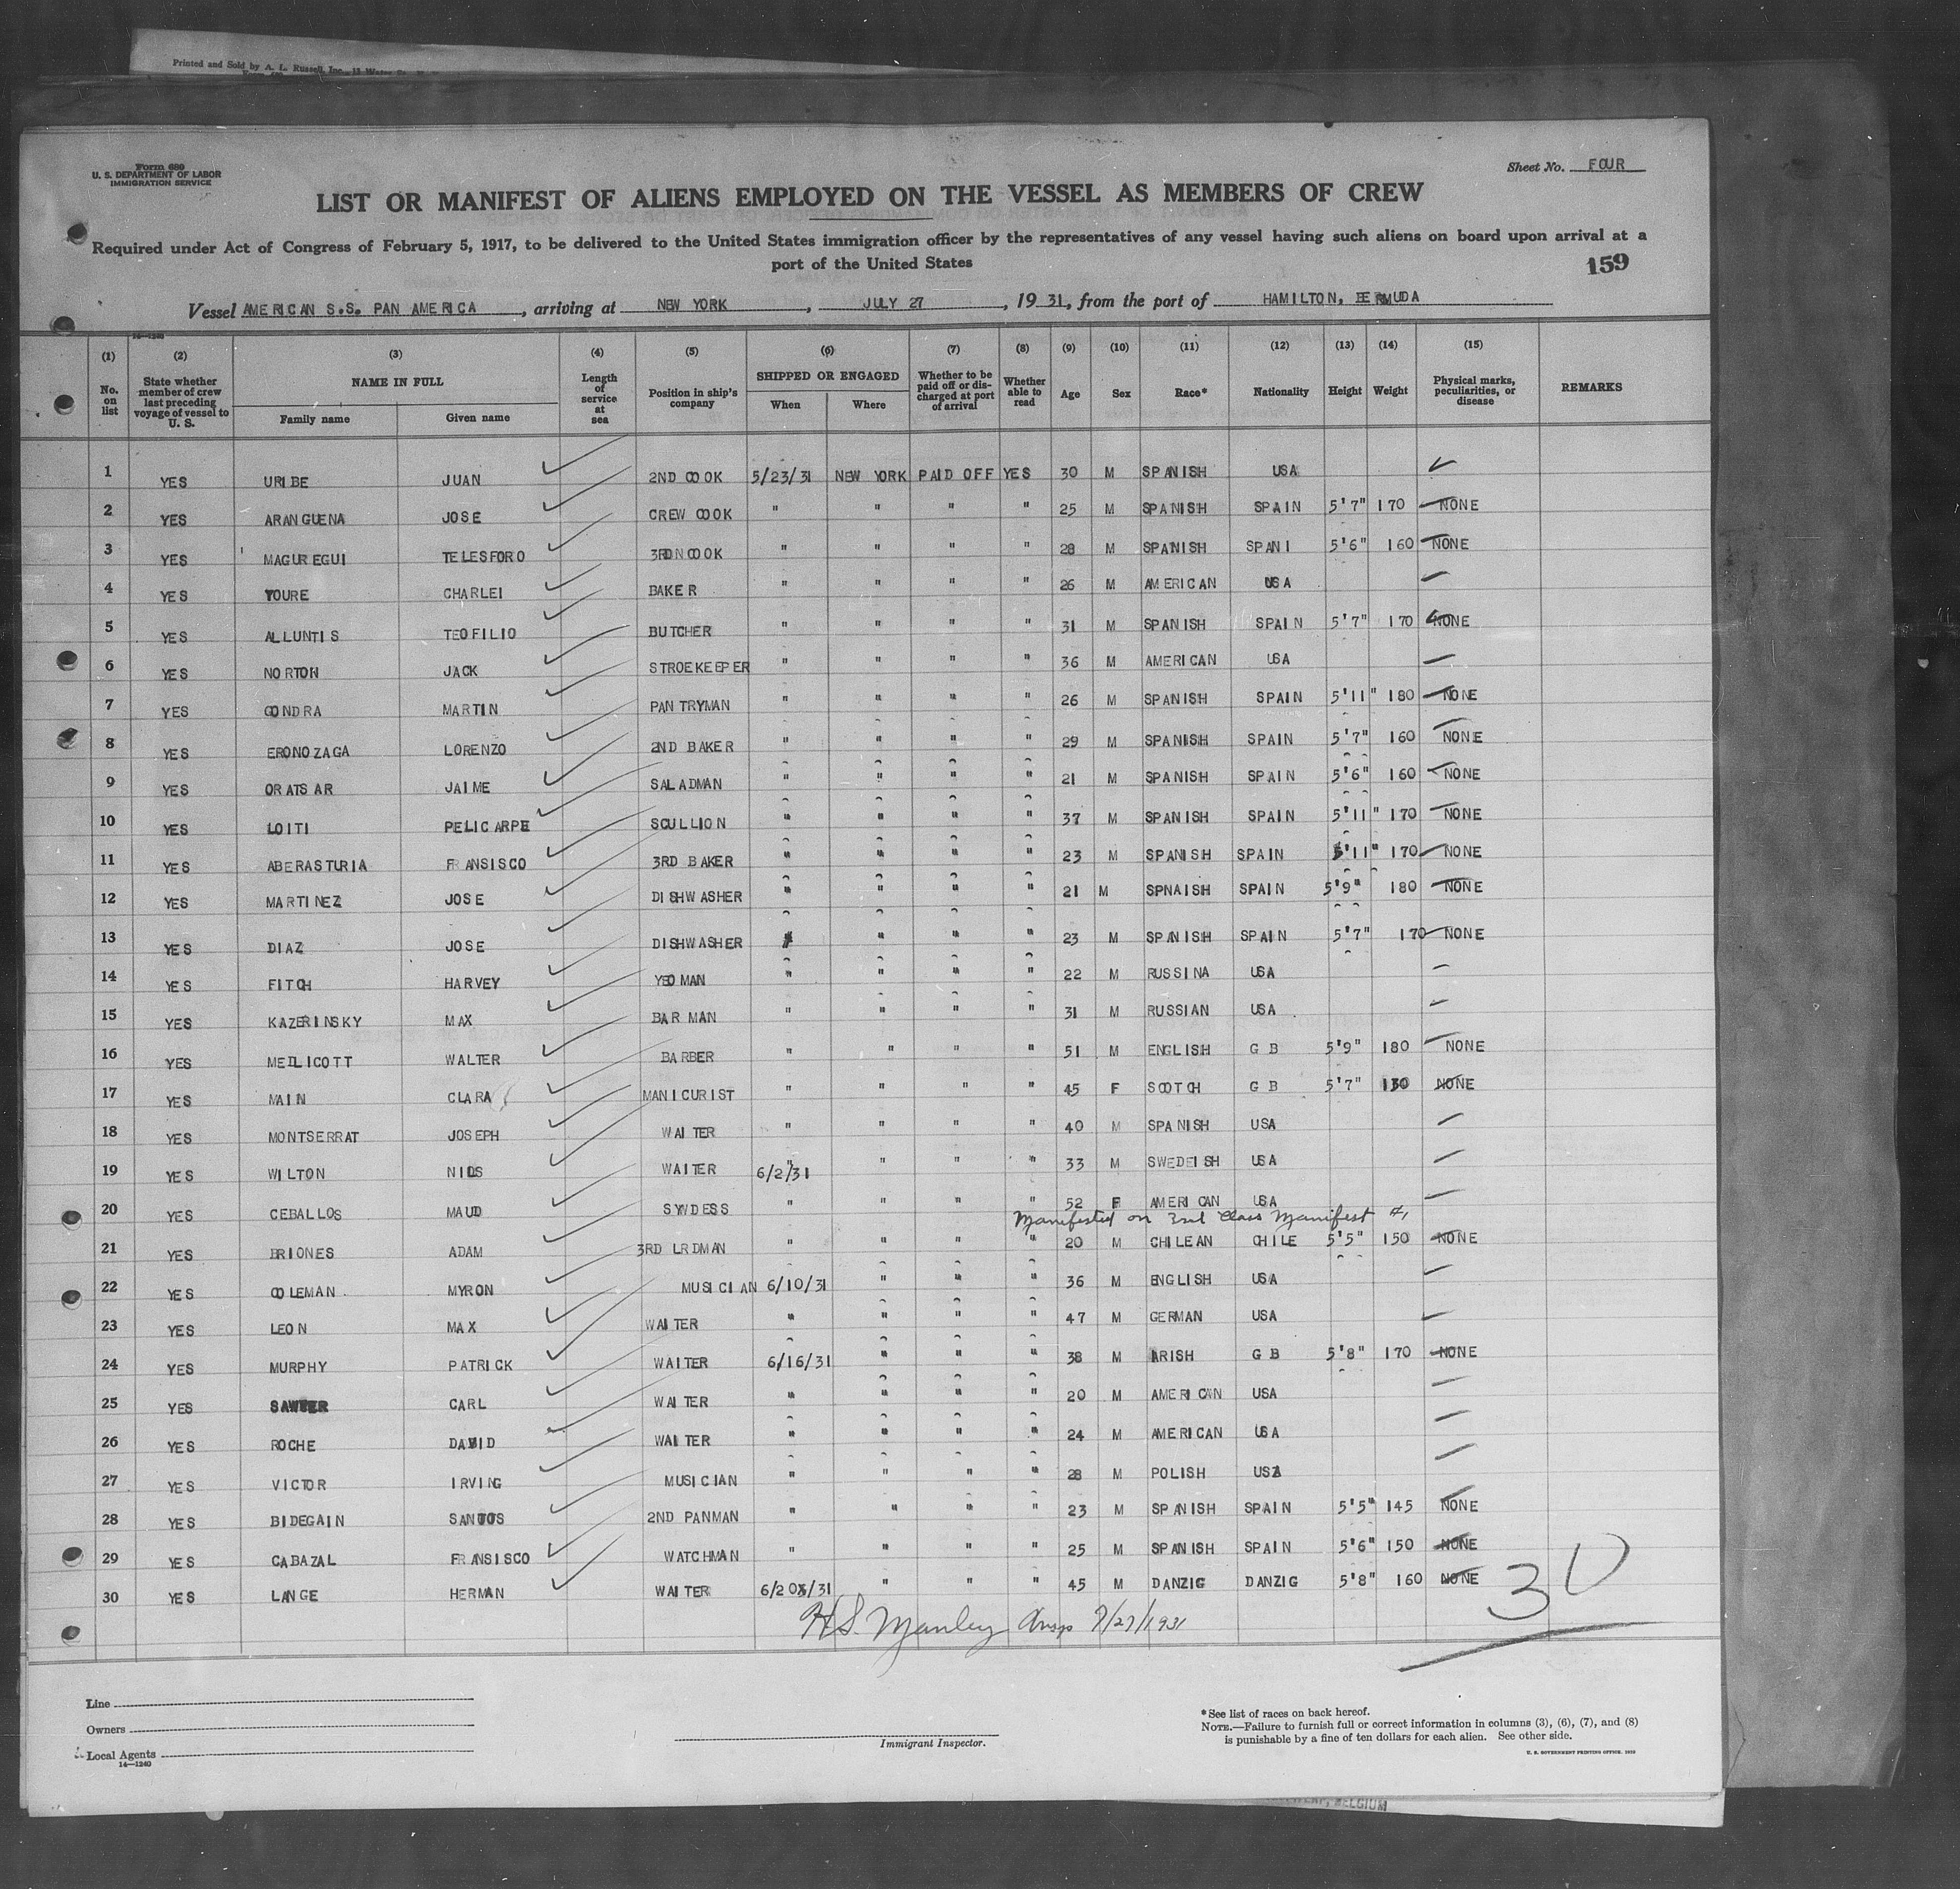 Printed and Sold by A. L. Russell, Inc.
Form 680
U. S. DEPARTMENT OF LABOR
IMMIGRATION SERVICE
Sheet No. FOUR
LIST OR MANIFEST OF ALIENS EMPLOYED ON THE VESSEL AS MEMBERS OF CREW
Required under Act of Congress of February 5, 1917, to be delivered to the United States immigration officer by the representatives of any vessel having such aliens on board upon arrival at a
port of the United States
159
Vessel AMERICAN S.S. PAN AMERICA, arriving at NEW YORK, JULY 27, 19 31, from the port of HAMILTON, BERMUDA
14-1240
(1) No. on list (2) State whether member of crew last preceding voyage of vessel to U. S. (3) NAME IN FULL Family name Given name (4) Length of service at sea (5) Position in ship's company (6) SHIPPED OR ENGAGED When Where (7) Whether to be paid off or discharged at port of arrival (8) Whether able to read (9) Age (10) Sex (11) Race* (12) Nationality (13) Height (14) Weight (15) Physical marks, peculiarities, or disease REMARKS
1 YES URIBE JUAN 2ND COOK 5/23/31 NEW YORK PAID OFF YES 30 M SPANISH USA
2 YES ARANGUENA JOSE CREW COOK " " " " 25 M SPANISH SPAIN 5'7" 170 NONE
3 YES MAGUREGUI TELESFORO 3RDNCOOK " " " " 28 M SPANISH SPANI 5'6" 160 NONE
4 YES YOURE CHARLEI BAKER " " " " 26 M AMERICAN USA
5 YES ALLUNTIS TEOFILIO BUTCHER " " " " 31 M SPANISH SPAIN 5'7" 170 NONE
6 YES NORTON JACK STROEKEEPER " " " " 36 M AMERICAN USA
7 YES GONDRA MARTIN PANTRYMAN " " " " 26 M SPANISH SPAIN 5'11" 180 NONE
8 YES ERONOZAGA LORENZO 2ND BAKER " " " " 29 M SPANISH SPAIN 5'7" 160 NONE
9 YES ORATSAR JAIME SALADMAN " " " " 21 M SPANISH SPAIN 5'6" 160 NONE
10 YES LOITI PELICARPE SCULLION " " " " 37 M SPANISH SPAIN 5'11" 170 NONE
11 YES ABERASTURIA FRANSISCO 3RD BAKER " " " " 23 M SPANISH SPAIN 5'11" 170 NONE
12 YES MARTINEZ JOSE DISHWASHER " " " " 21 M SPNAISH SPAIN 5'9" 180 NONE
13 YES DIAZ JOSE DISHWASHER " " " " 23 M SPANISH SPAIN 5'7" 170 NONE
14 YES FITCH HARVEY YEOMAN " " " " 22 M RUSSINA USA
15 YES KAZERINSKY MAX BAR MAN " " " " 31 M RUSSIAN USA
16 YES MELLICOTT WALTER BARBER " " " " 51 M ENGLISH G B 5'9" 180 NONE
17 YES MAIN CLARA MANICURIST " " " " 45 F SCOTCH G B 5'7" 130 NONE
18 YES MONTSERRAT JOSEPH WAITER " " " " 40 M SPANISH USA
19 YES WILTON NILS WAITER 6/2/31 " " " 33 M SWEDEISH USA
20 YES CEBALLOS MAUD SYWDESS " " " " 52 F AMERICAN USA
Manifested on 3rd Class Manifest #1
21 YES BRIONES ADAM 3RD LRDMAN " " " " 20 M CHILEAN CHILE 5'5" 150 NONE
22 YES COLEMAN MYRON MUSICIAN 6/10/31 " " " 36 M ENGLISH USA
23 YES LEON MAX WAITER " " " " 47 M GERMAN USA
24 YES MURPHY PATRICK WAITER 6/16/31 " " " 38 M IRISH G B 5'8" 170 NONE
25 YES CARL WAITER " " " " 20 M AMERICAN USA
26 YES ROCHE DAVID WAITER " " " " 24 M AMERICAN USA
27 YES VICTOR IRVING MUSICIAN " " " " 28 M POLISH USA
28 YES BIDEGAIN SANTOS 2ND PANMAN " " " " 23 M SPANISH SPAIN 5'5" 145 NONE
29 YES CABAZAL FRANSISCO WATCHMAN " " " " 25 M SPANISH SPAIN 5'6" 150 NONE
30 YES LANGE HERMAN WAITER " " " 45 M DANZIG DANZIG 5'8" 160 NONE
30
H.S. Manley Insp 7/27/1931
Line
Owners
Local Agents
14-1240
Immigrant Inspector.
* See list of races on back hereof.
NOTE.—Failure to furnish full or correct information in columns (3), (6), (7), and (8)
is punishable by a fine of ten dollars for each alien. See other side.
U. S. GOVERNMENT PRINTING OFFICE
BELGIUM